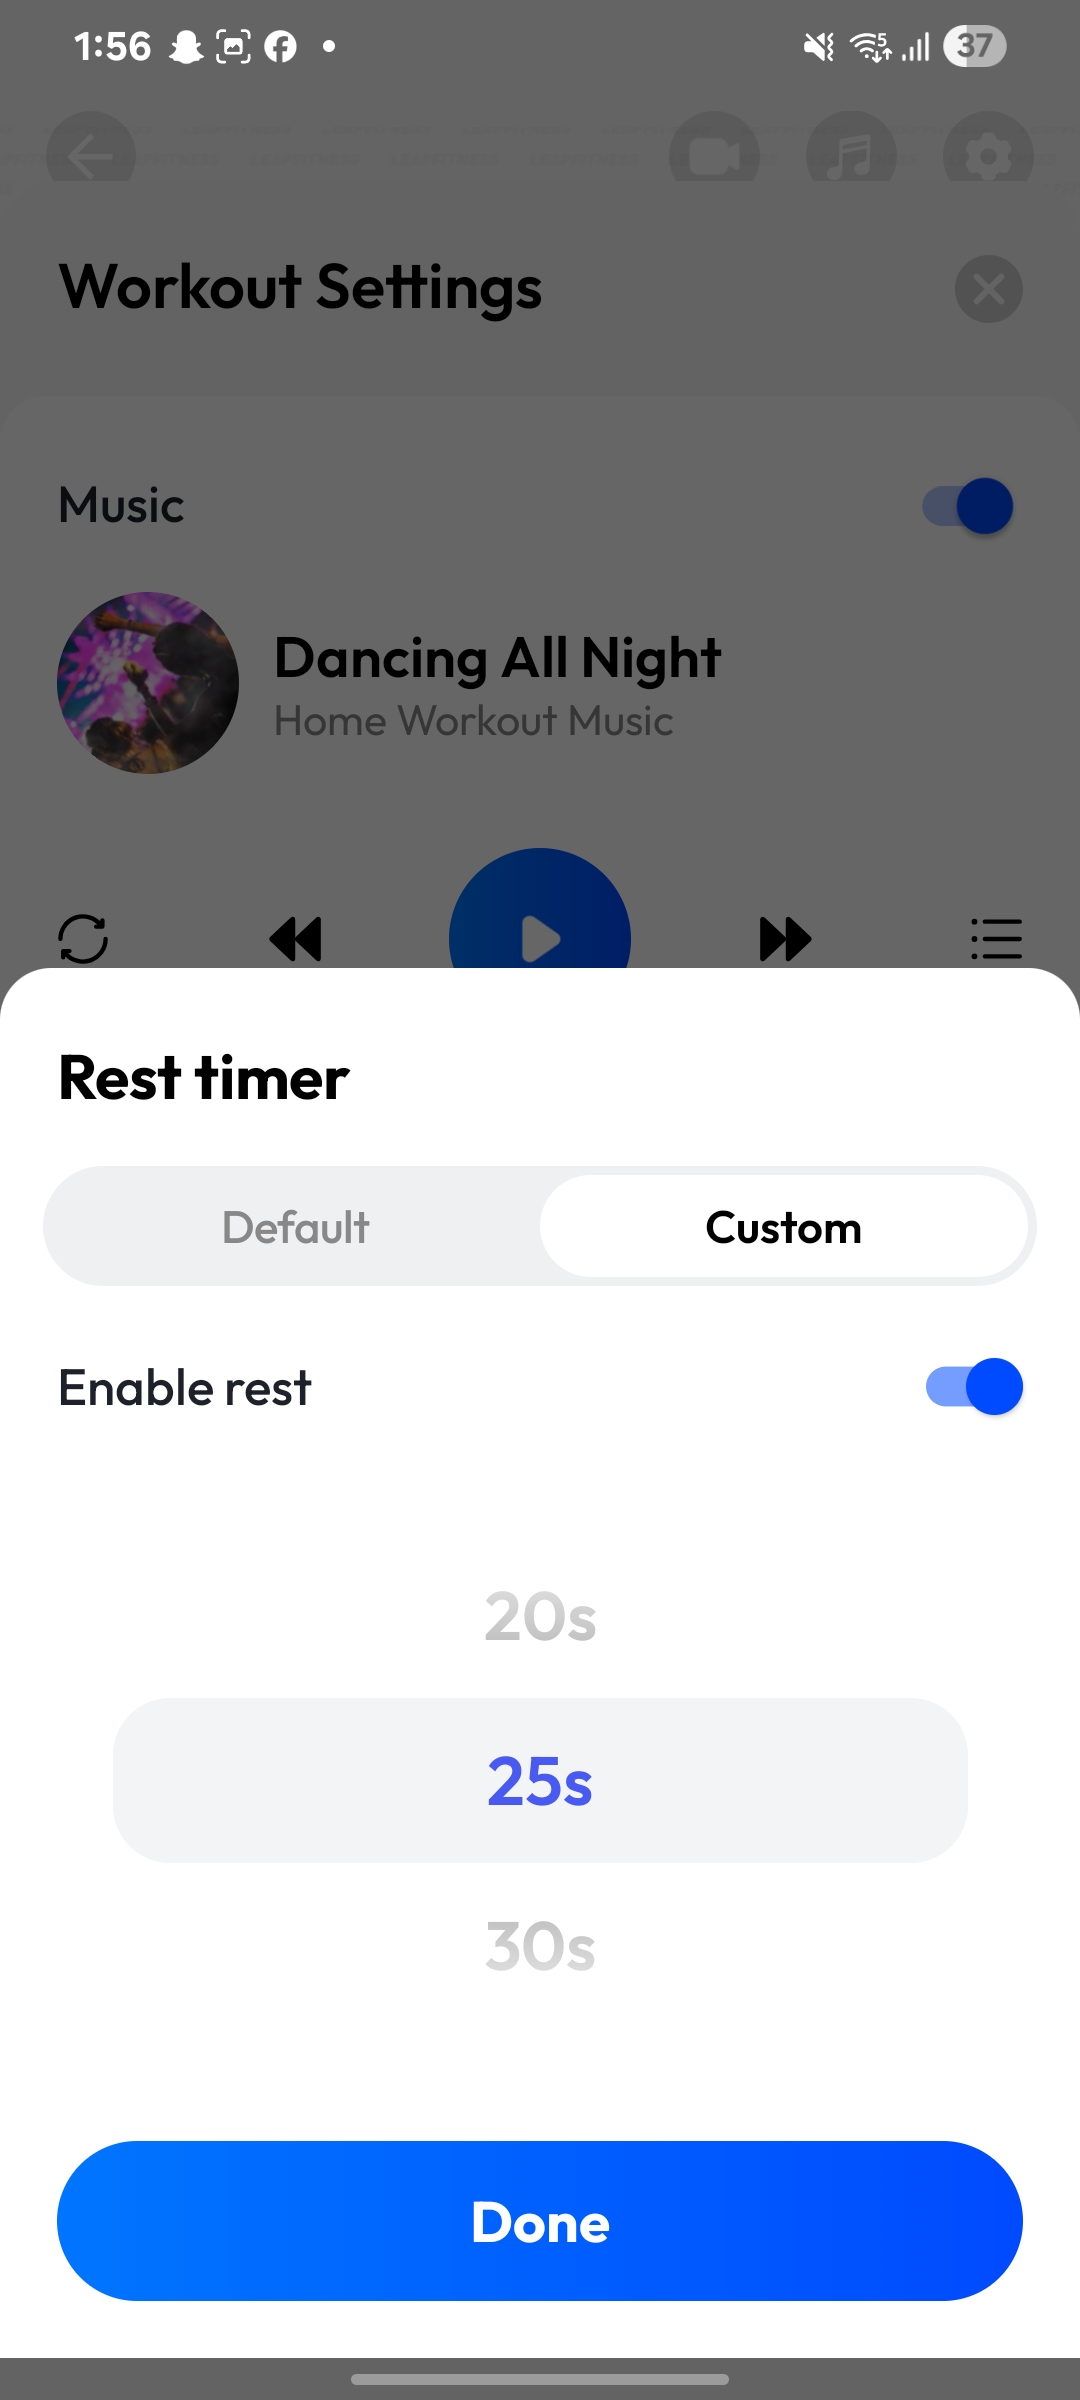 1:56
5
37
Workout Settings
Music
Dancing All Night
Home Workout Music
Rest timer
Default
Custom
Enable rest
20s
25s
30s
Done